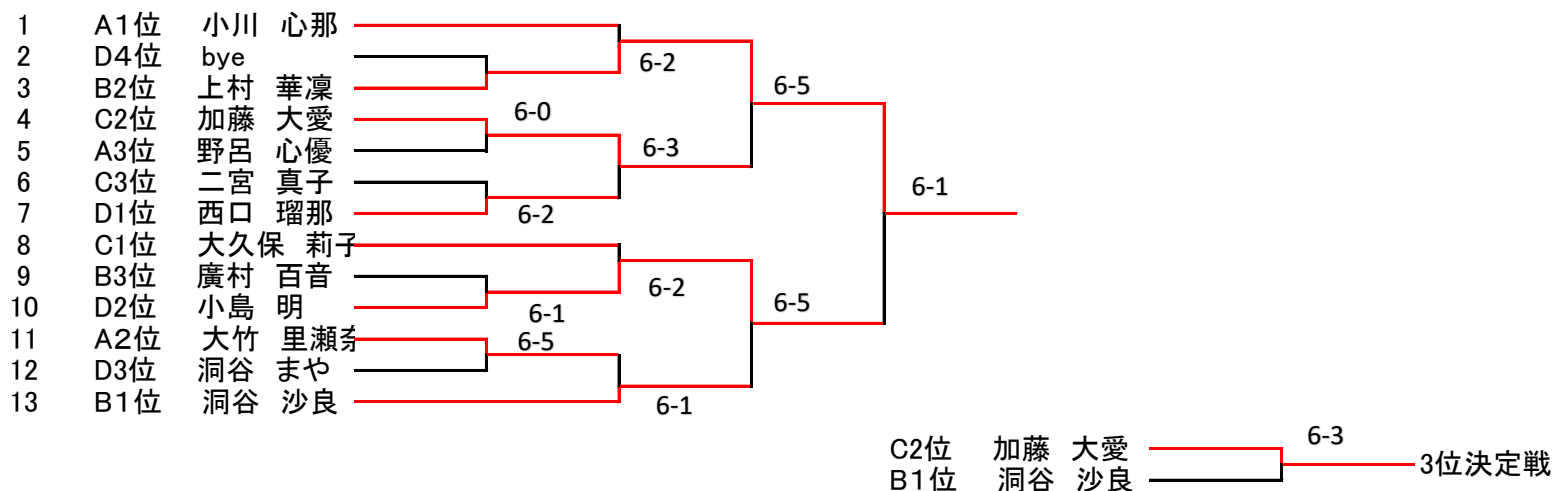 1 A1位 小川 心那
2 D4位 bye
6-2
3 B2位 上村 華凜
6-5
4 C2位 加藤 大愛
6-0
5 A3位 野呂 心優
6-3
6 C3位 二宮 真子
6-1
7 D1位 西口 瑠那
6-2
8 C1位 大久保 莉子
9 B3位 廣村 百音
6-2
10 D2位 小島 明
6-1
6-5
11 A2位 大竹 里瀬奈
6-5
12 D3位 洞谷 まや
13 B1位 洞谷 沙良
6-1
C2位 加藤 大愛
6-3
3位決定戦
B1位 洞谷 沙良